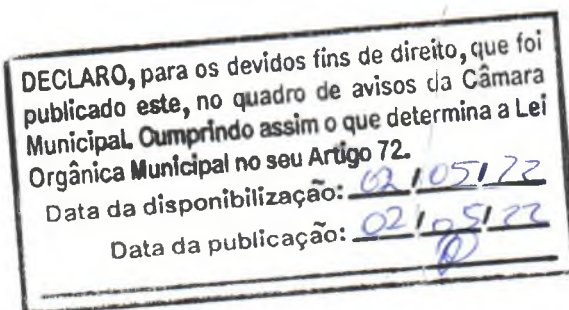 DECLARO, para os devidos fins de direito, que foi
publicado este, no quadro de avisos da Câmara
Municipal. Cumprindo assim o que determina a Lei
Orgânica Municipal no seu Artigo 72.
Data da disponibilização: 02/05/22
Data da publicação: 02/05/22